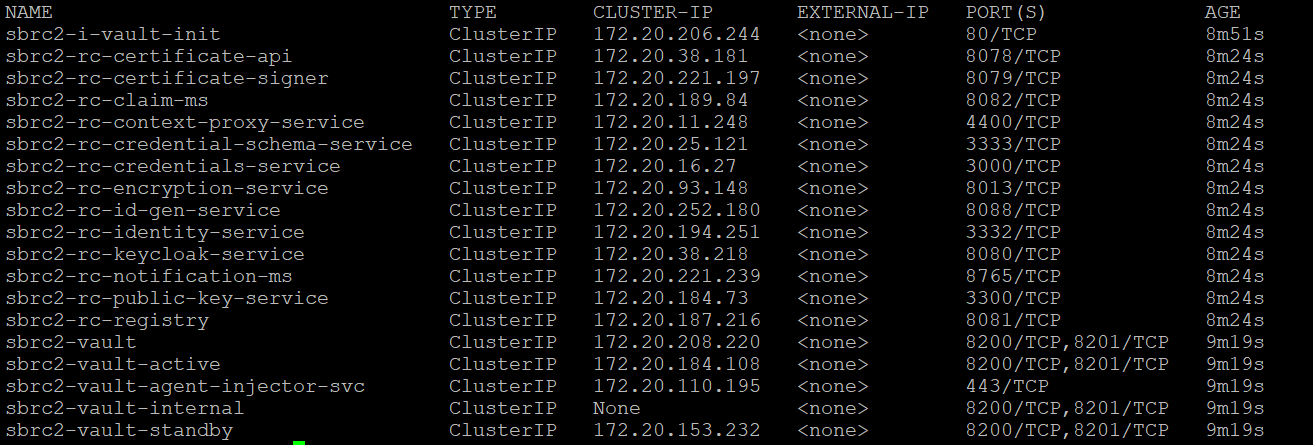 NAME TYPE CLUSTER-IP EXTERNAL-IP PORT(S) AGE
sbrc2-i-vault-init ClusterIP 172.20.206.244 <none> 80/TCP 8m51s
sbrc2-rc-certificate-api ClusterIP 172.20.38.181 <none> 8078/TCP 8m24s
sbrc2-rc-certificate-signer ClusterIP 172.20.221.197 <none> 8079/TCP 8m24s
sbrc2-rc-claim-ms ClusterIP 172.20.189.84 <none> 8082/TCP 8m24s
sbrc2-rc-context-proxy-service ClusterIP 172.20.11.248 <none> 4400/TCP 8m24s
sbrc2-rc-credential-schema-service ClusterIP 172.20.25.121 <none> 3333/TCP 8m24s
sbrc2-rc-credentials-service ClusterIP 172.20.16.27 <none> 3000/TCP 8m24s
sbrc2-rc-encryption-service ClusterIP 172.20.93.148 <none> 8013/TCP 8m24s
sbrc2-rc-id-gen-service ClusterIP 172.20.252.180 <none> 8088/TCP 8m24s
sbrc2-rc-identity-service ClusterIP 172.20.194.251 <none> 3332/TCP 8m24s
sbrc2-rc-keycloak-service ClusterIP 172.20.38.218 <none> 8080/TCP 8m24s
sbrc2-rc-notification-ms ClusterIP 172.20.221.239 <none> 8765/TCP 8m24s
sbrc2-rc-public-key-service ClusterIP 172.20.184.73 <none> 3300/TCP 8m24s
sbrc2-rc-registry ClusterIP 172.20.187.216 <none> 8081/TCP 8m24s
sbrc2-vault ClusterIP 172.20.208.220 <none> 8200/TCP,8201/TCP 9m19s
sbrc2-vault-active ClusterIP 172.20.184.108 <none> 8200/TCP,8201/TCP 9m19s
sbrc2-vault-agent-injector-svc ClusterIP 172.20.110.195 <none> 443/TCP 9m19s
sbrc2-vault-internal ClusterIP None <none> 8200/TCP,8201/TCP 9m19s
sbrc2-vault-standby ClusterIP 172.20.153.232 <none> 8200/TCP,8201/TCP 9m19s